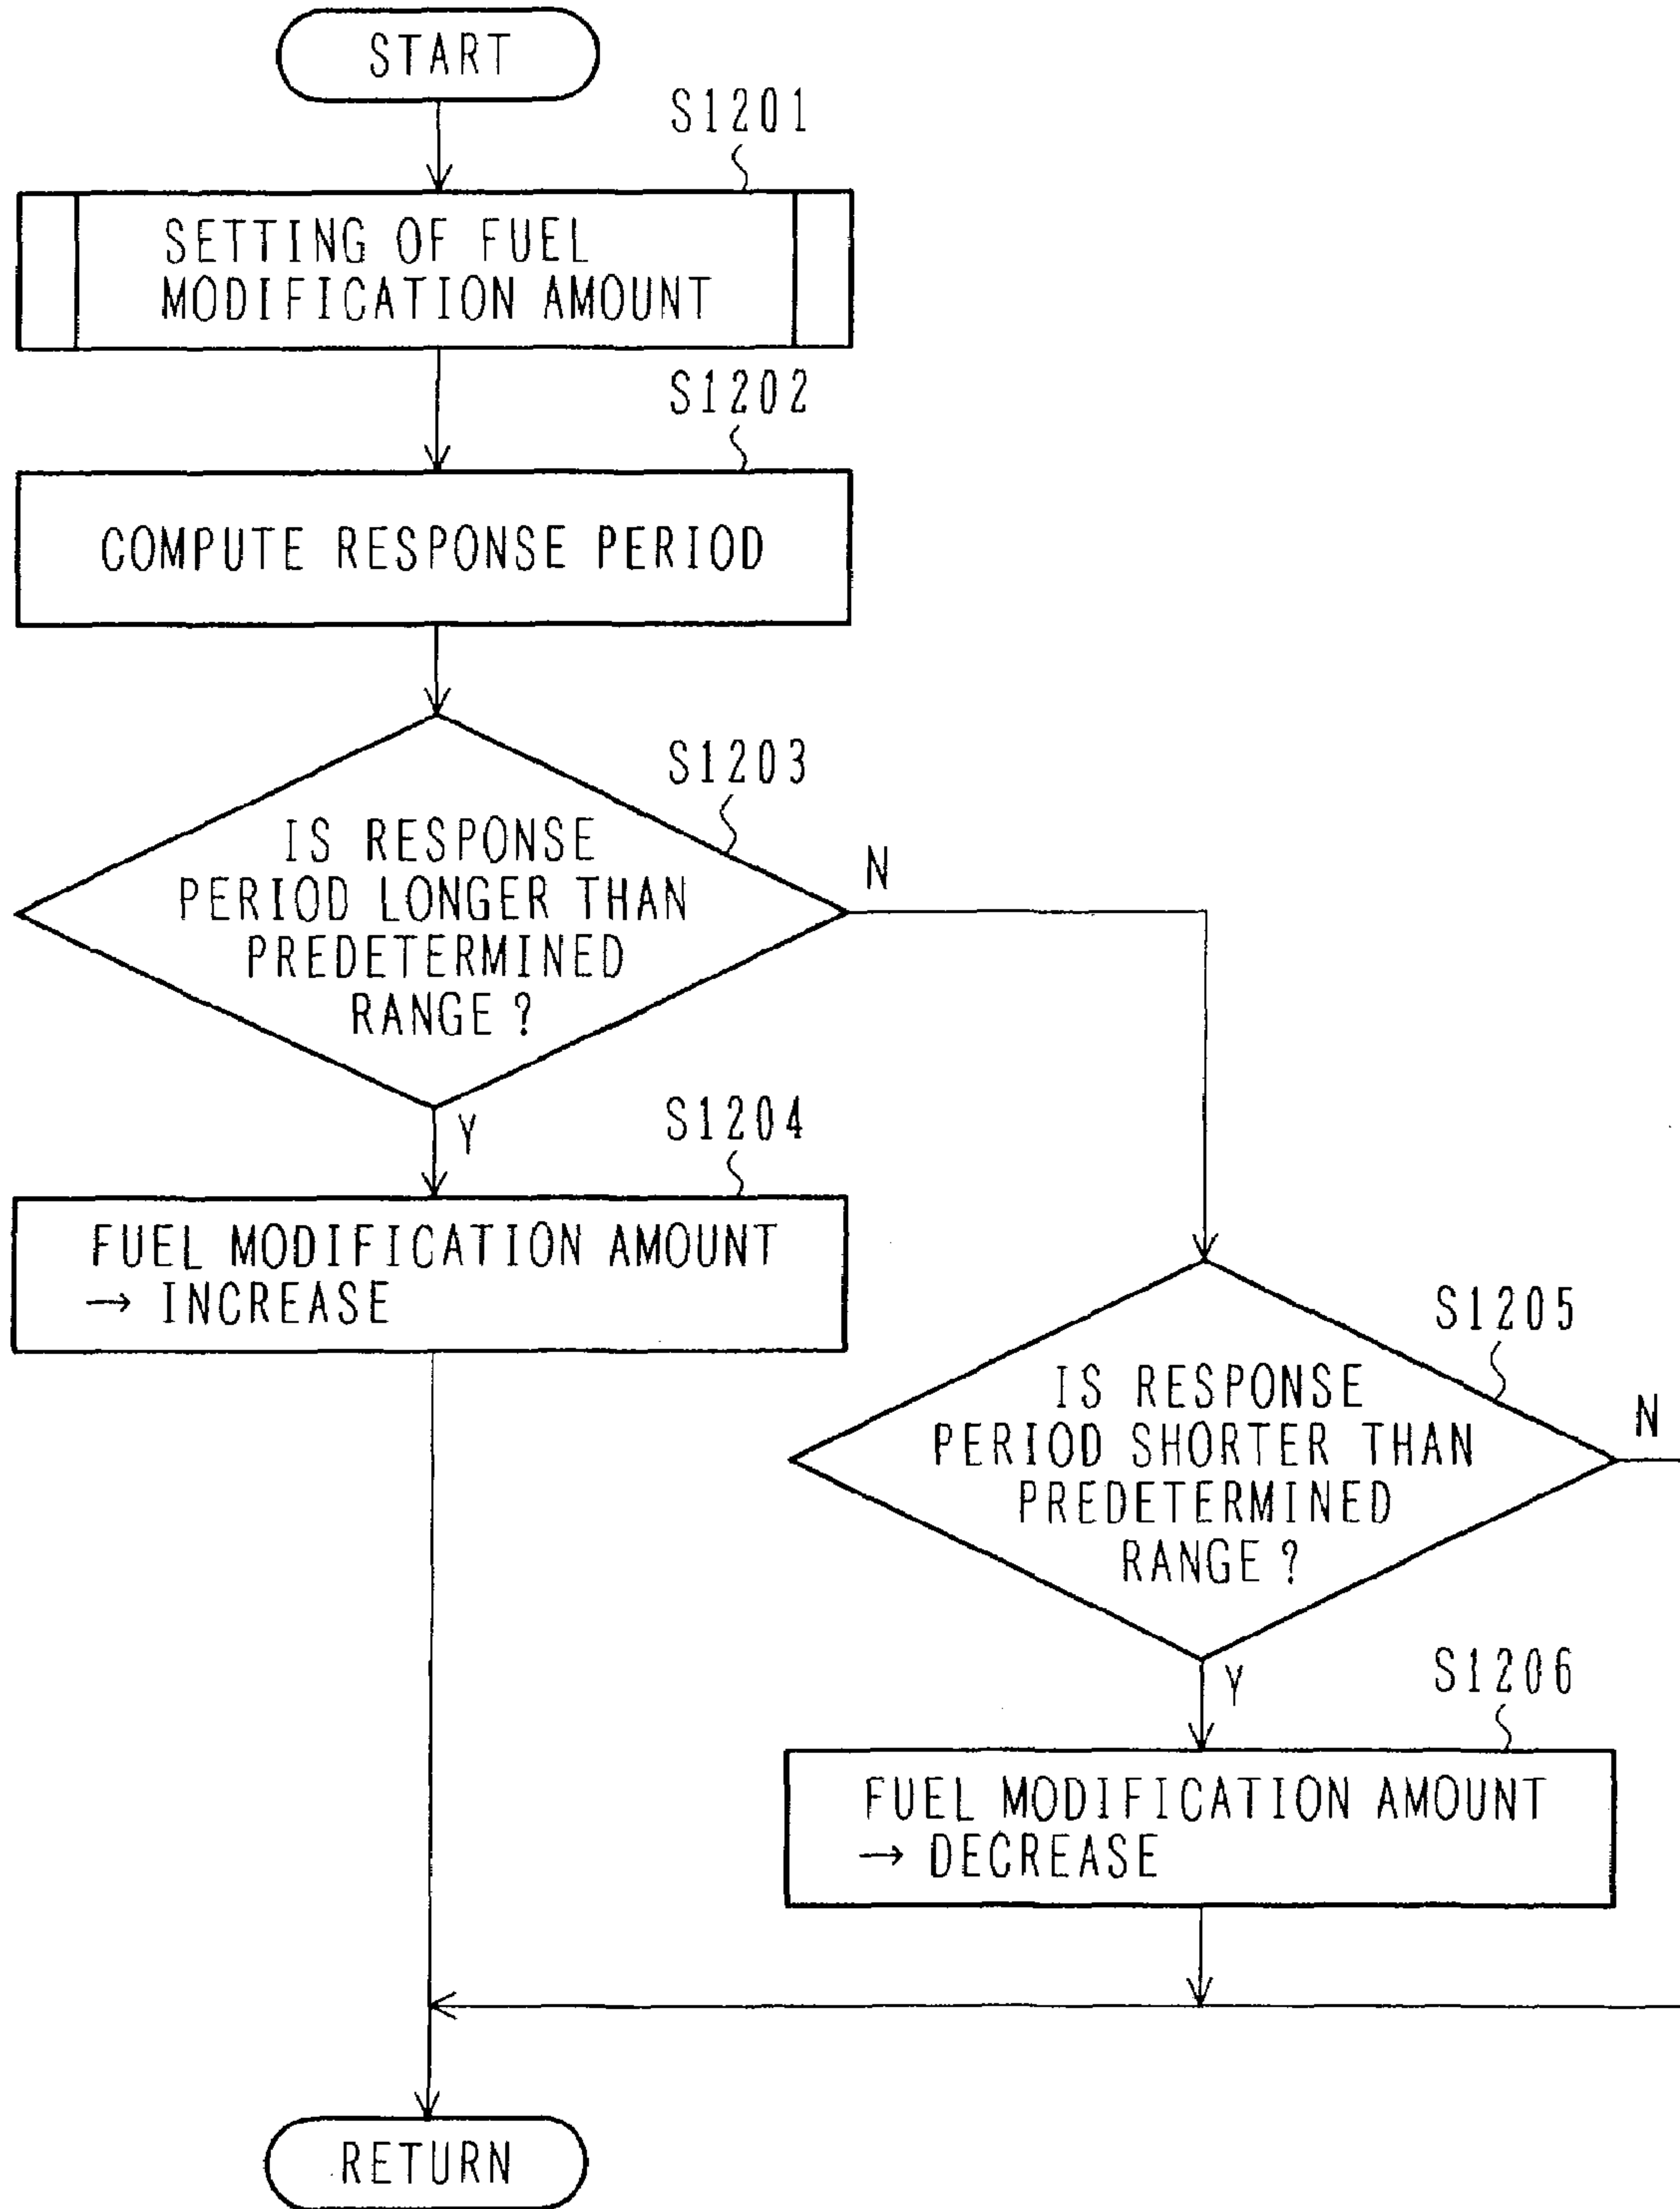 START
S1201
SETTING OF FUEL
MODIFICATION AMOUNT
S1202
COMPUTE RESPONSE PERIOD
S1203
IS RESPONSE
PERIOD LONGER THAN
PREDETERMINED
RANGE ?
N
Y
S1204
FUEL MODIFICATION AMOUNT
→ INCREASE
S1205
IS RESPONSE
PERIOD SHORTER THAN
PREDETERMINED
RANGE ?
N
Y
S1206
FUEL MODIFICATION AMOUNT
→ DECREASE
RETURN